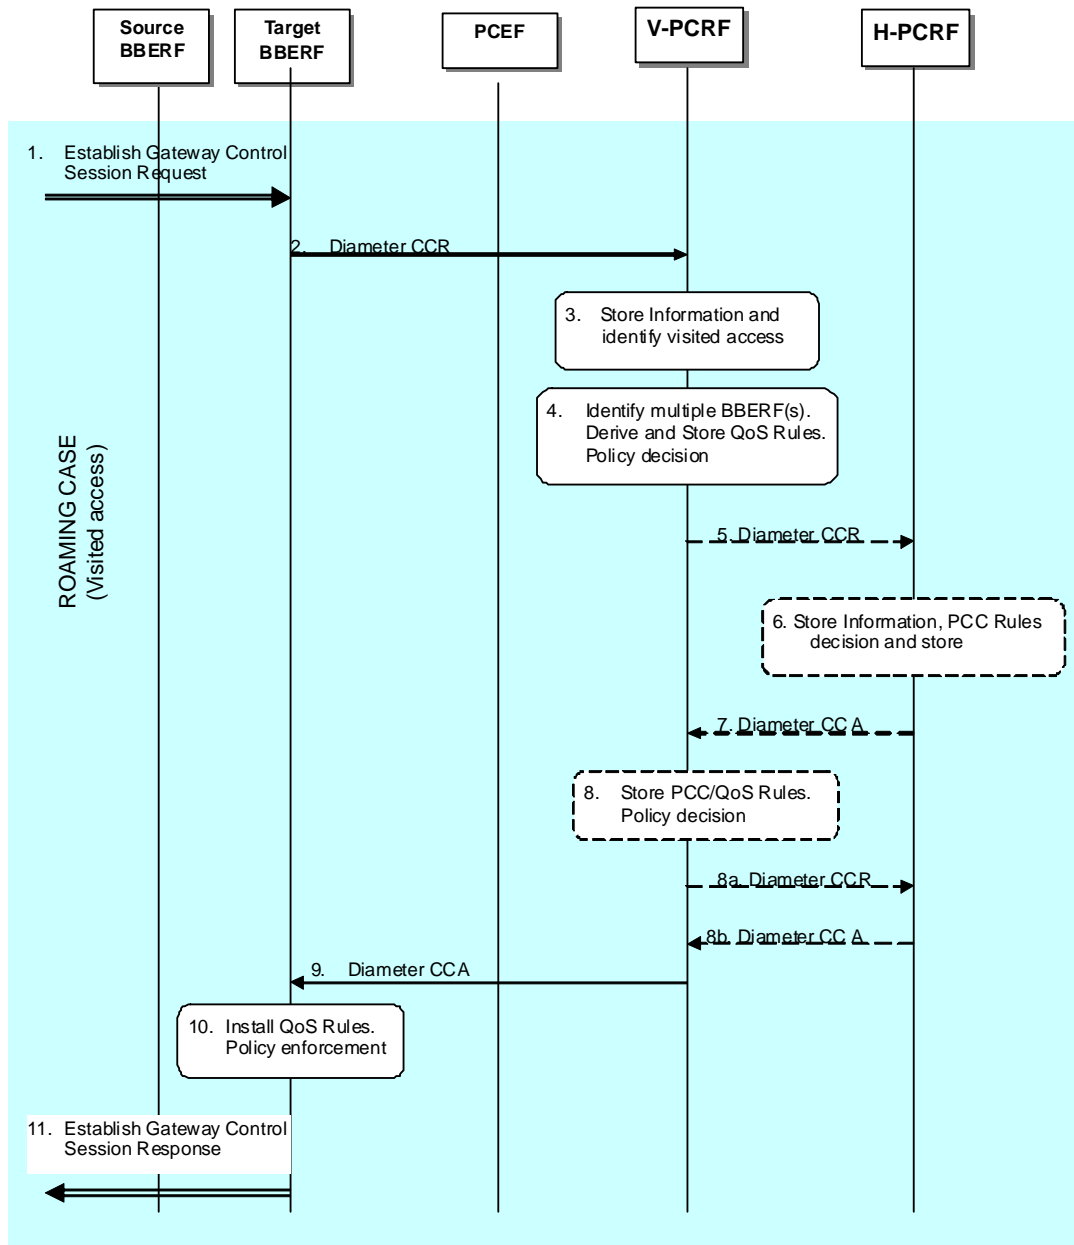 Source
BBERF
Target
BBERF
PCEF
V-PCRF
H-PCRF
1. Establish Gateway Control
Session Request
2. Diameter CCR
3. Store Information and
identify visited access
4. Identify multiple BBERF(s).
Derive and Store QoS Rules.
Policy decision
ROAMING CASE
(Visited access)
5. Diameter CCR
6. Store Information, PCC Rules
decision and store
7. Diameter CC A
8. Store PCC/QoS Rules.
Policy decision
8a. Diameter CCR
8b. Diameter CC A
9. Diameter CCA
10. Install QoS Rules.
Policy enforcement
11. Establish Gateway Control
Session Response